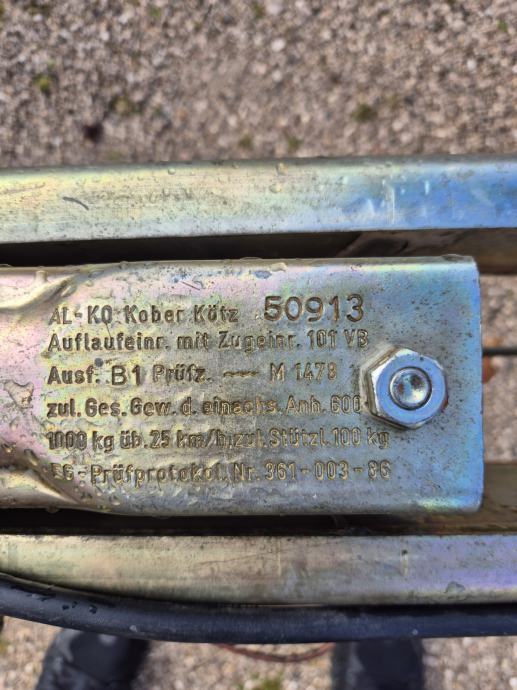 AL-KO Kober Kötz 50913
Auflaufeinr. mit Zugeinr. 101 VB
Ausf. B1 Prüfz. ~ M 1478
zul. Ges. Gew. d. einachs. Anh. 600
1000 kg üb. 25 km/h, zul. Stützl. 100 kg
EG-Prüfprotokol. Nr. 361-003-86